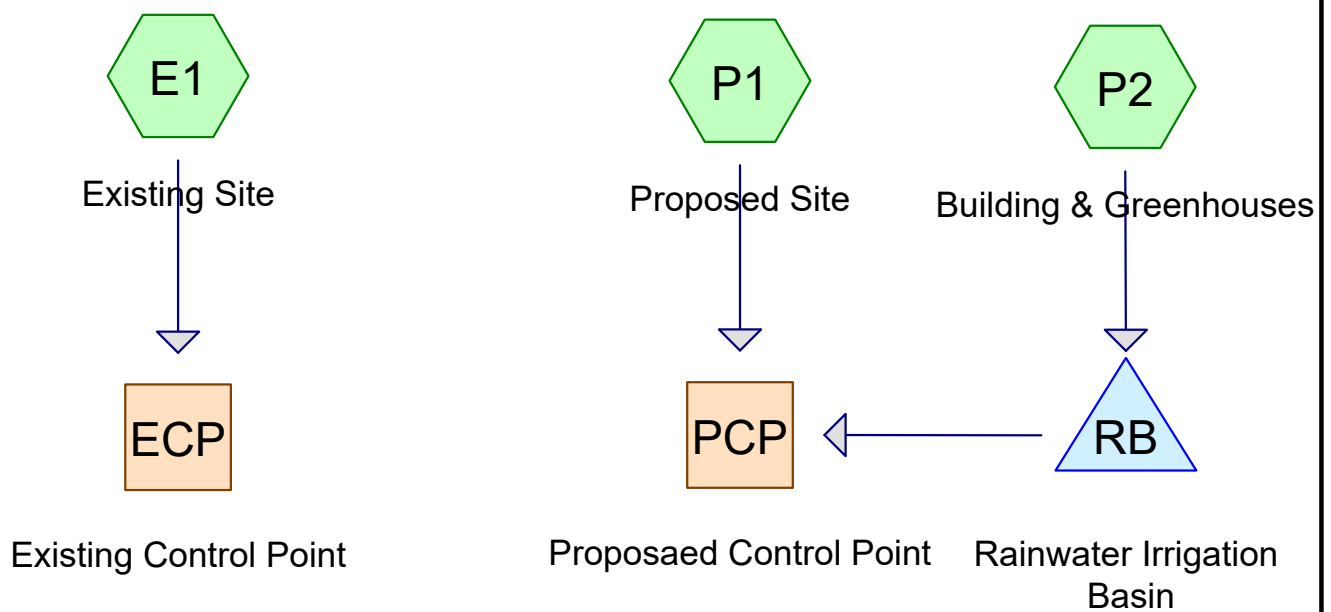 E1
P1
P2
Existing Site
Proposed Site
Building & Greenhouses
ECP
PCP
RB
Existing Control Point
Proposaed Control Point
Rainwater Irrigation
Basin